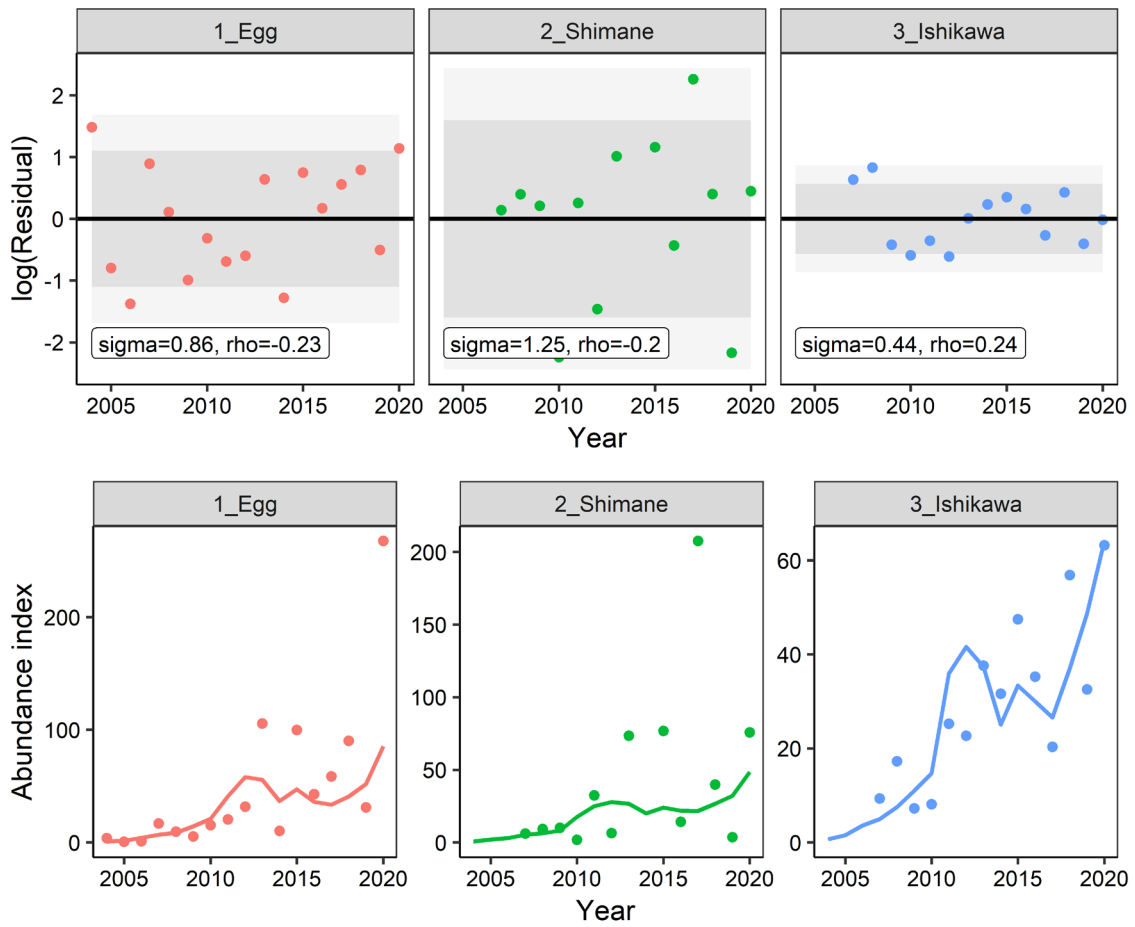 1_Egg
2_Shimane
3_Ishikawa
log(Residual)
2
1
0
-1
-2
sigma=0.86, rho=-0.23
sigma=1.25, rho=-0.2
sigma=0.44, rho=0.24
2005 2010 2015 2020
2005 2010 2015 2020
2005 2010 2015 2020
Year
1_Egg
2_Shimane
3_Ishikawa
Abundance index
200
100
0
200
150
100
50
0
60
40
20
0
2005 2010 2015 2020
2005 2010 2015 2020
2005 2010 2015 2020
Year